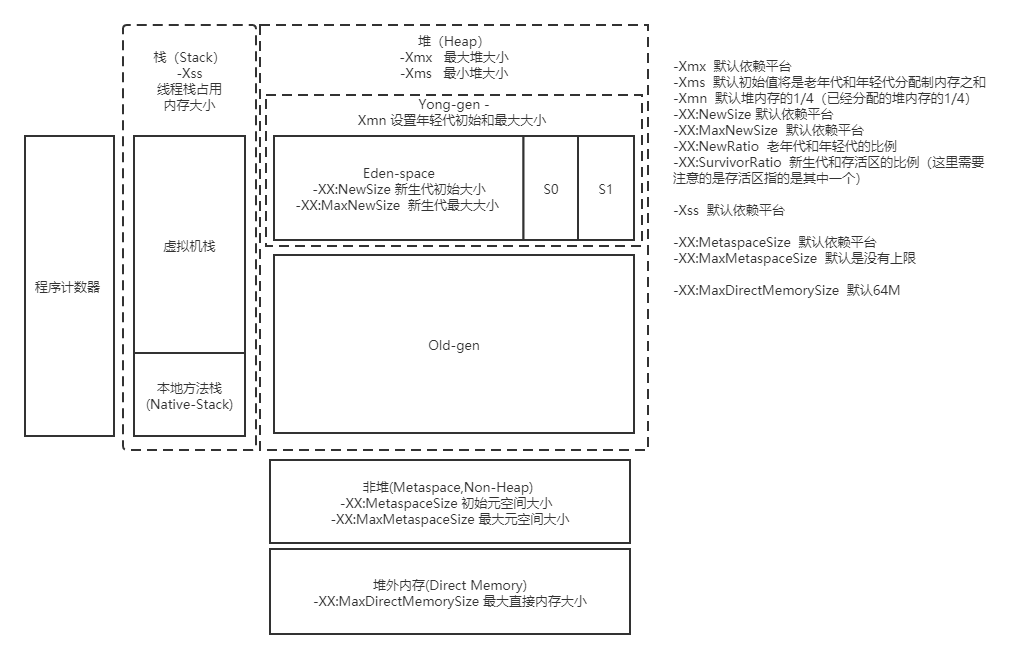 栈（Stack）
-Xss
线程栈占用
内存大小
堆（Heap）
-Xmx 最大堆大小
-Xms 最小堆大小
Yong-gen -
Xmn 设置年轻代初始和最大大小
Eden-space
-XX:NewSize 新生代初始大小
-XX:MaxNewSize 新生代最大大小
S0
S1
程序计数器
虚拟机栈
本地方法栈
(Native-Stack)
Old-gen
非堆(Metaspace,Non-Heap)
-XX:MetaspaceSize 初始元空间大小
-XX:MaxMetaspaceSize 最大元空间大小
堆外内存(Direct Memory)
-XX:MaxDirectMemorySize 最大直接内存大小
-Xmx 默认依赖平台
-Xms 默认初始值将是老年代和年轻代分配制内存之和
-Xmn 默认堆内存的1/4（已经分配的堆内存的1/4）
-XX:NewSize 默认依赖平台
-XX:MaxNewSize 默认依赖平台
-XX:NewRatio 老年代和年轻代的比例
-XX:SurvivorRatio 新生代和存活区的比例（这里需要
注意的是存活区指的是其中一个）
-Xss 默认依赖平台
-XX:MetaspaceSize 默认依赖平台
-XX:MaxMetaspaceSize 默认是没有上限
-XX:MaxDirectMemorySize 默认64M